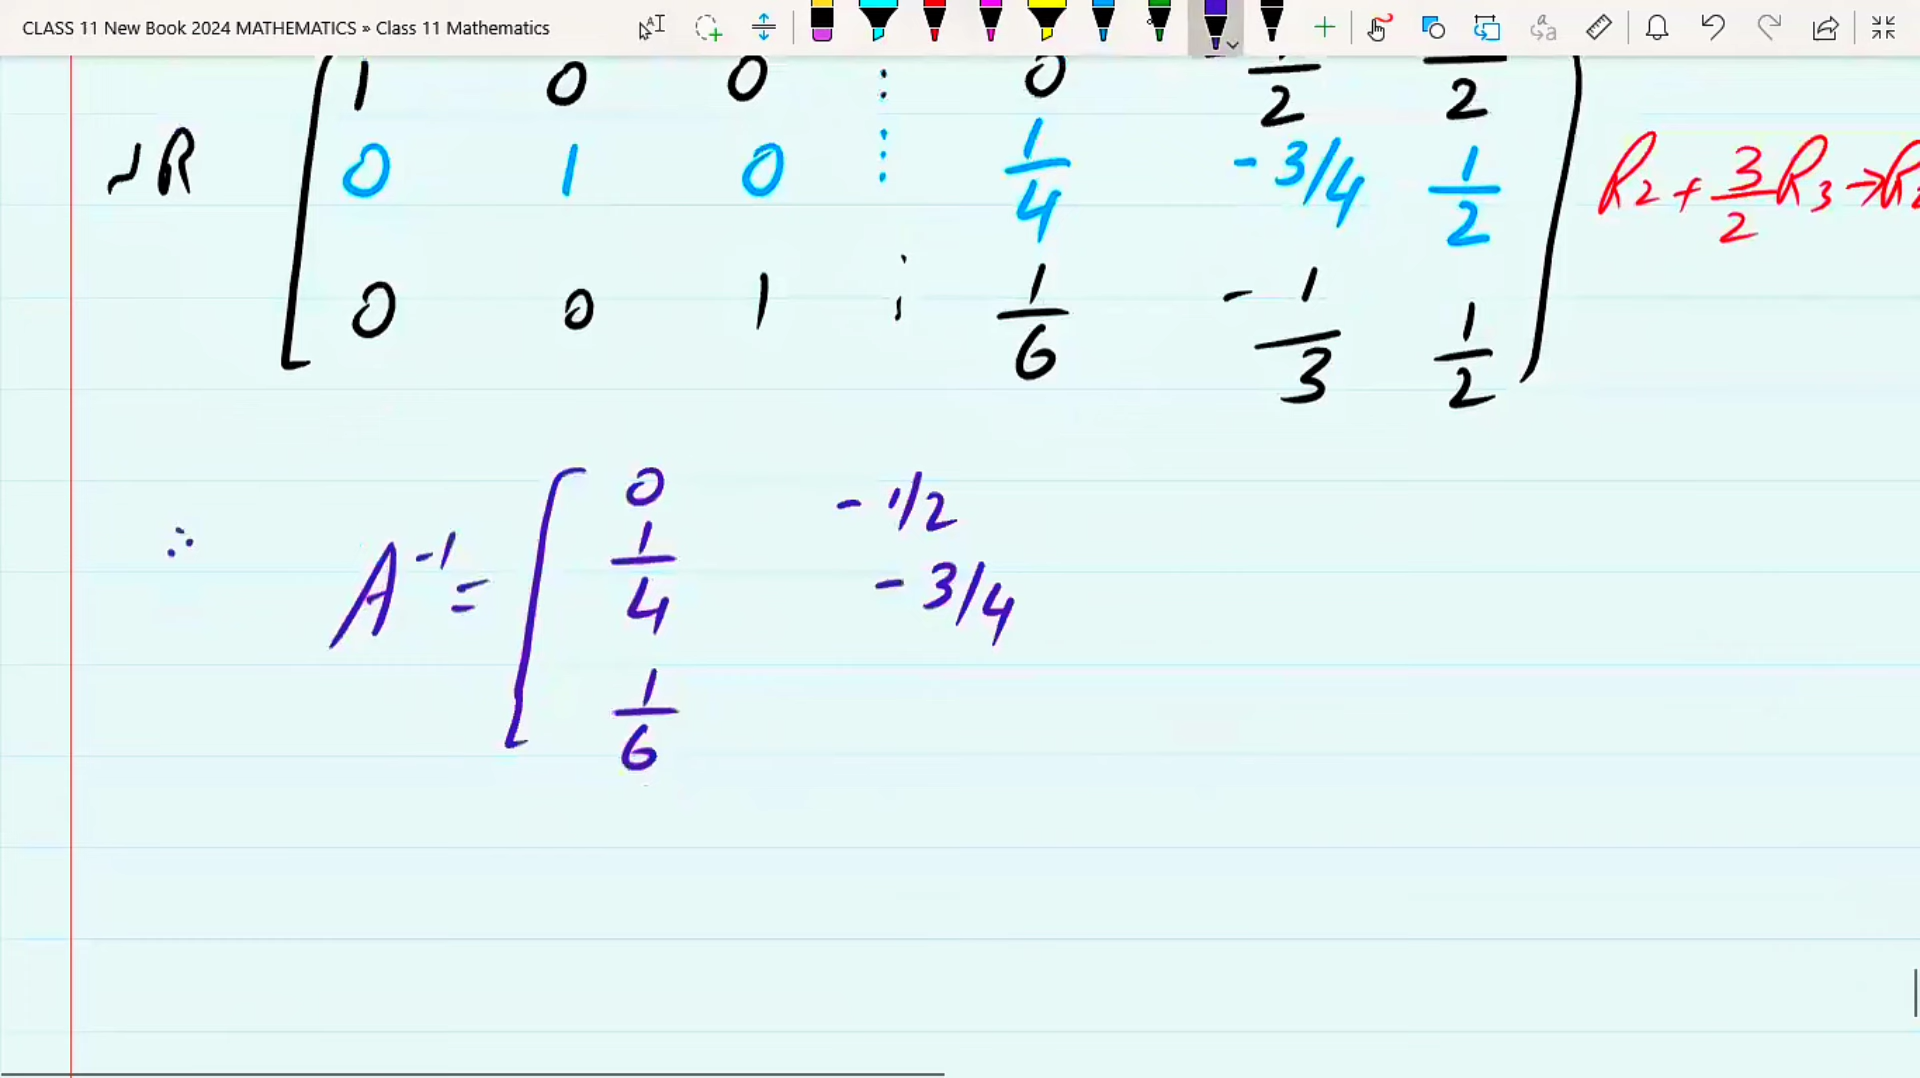 CLASS 11 New Book 2024 MATHEMATICS » Class 11 Mathematics
1 0 0 ⋮ 0 2 2
~R 0 1 0 ⋮ 1/4 -3/4 1/2 R2 + 3/2 R3 →R
0 0 1 ⋮ 1/6 -1/3 1/2
∴ A⁻¹ = [ 0 -1/2
1/4 -3/4
1/6